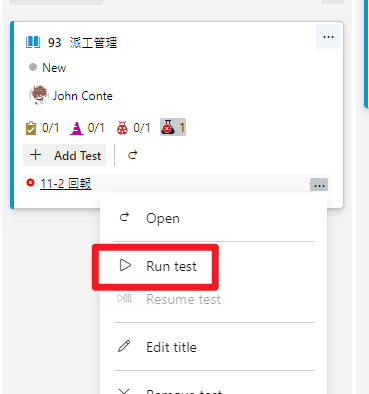 93 派工管理
...
New
John Conte
0/1 0/1 0/1 1
+ Add Test
11-2 回報
...
Open
Run test
Resume test
Edit title
Remove test